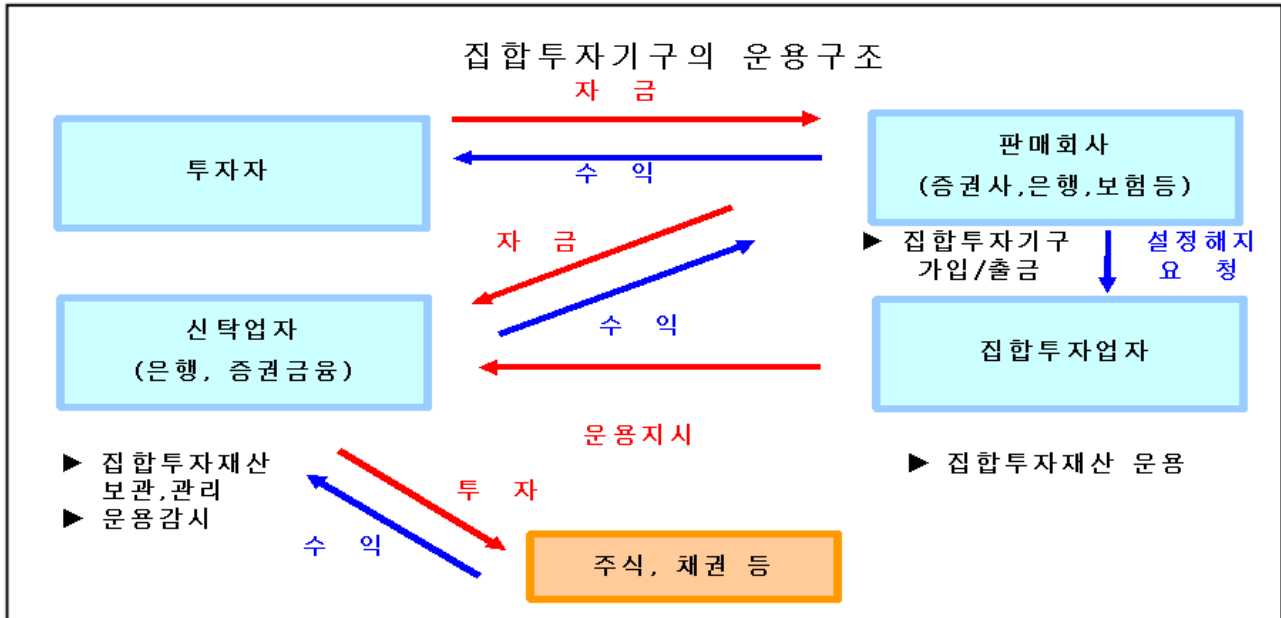 집합투자기구의 운용구조
자 금
투자자
수 익
판매회사
(증권사,은행,보험등)
자 금
▶ 집합투자기구
가입/출금
설정해지
요 청
수 익
신탁업자
(은행, 증권금융)
집합투자업자
운용지시
▶ 집합투자재산
보관,관리
▶ 운용감시
▶ 집합투자재산 운용
투 자
수 익
주식, 채권 등